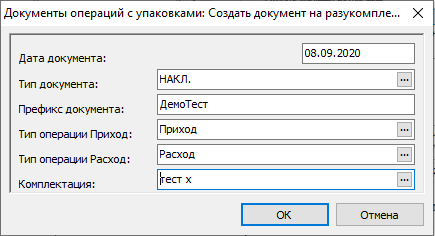 Документы операций с упаковками: Создать документ на разукомпле...
Дата документа: 08.09.2020
Тип документа: НАКЛ. ...
Префикс документа: ДемоТест
Тип операции Приход: Приход ...
Тип операции Расход: Расход ...
Комплектация: тест х ...
ОК Отмена